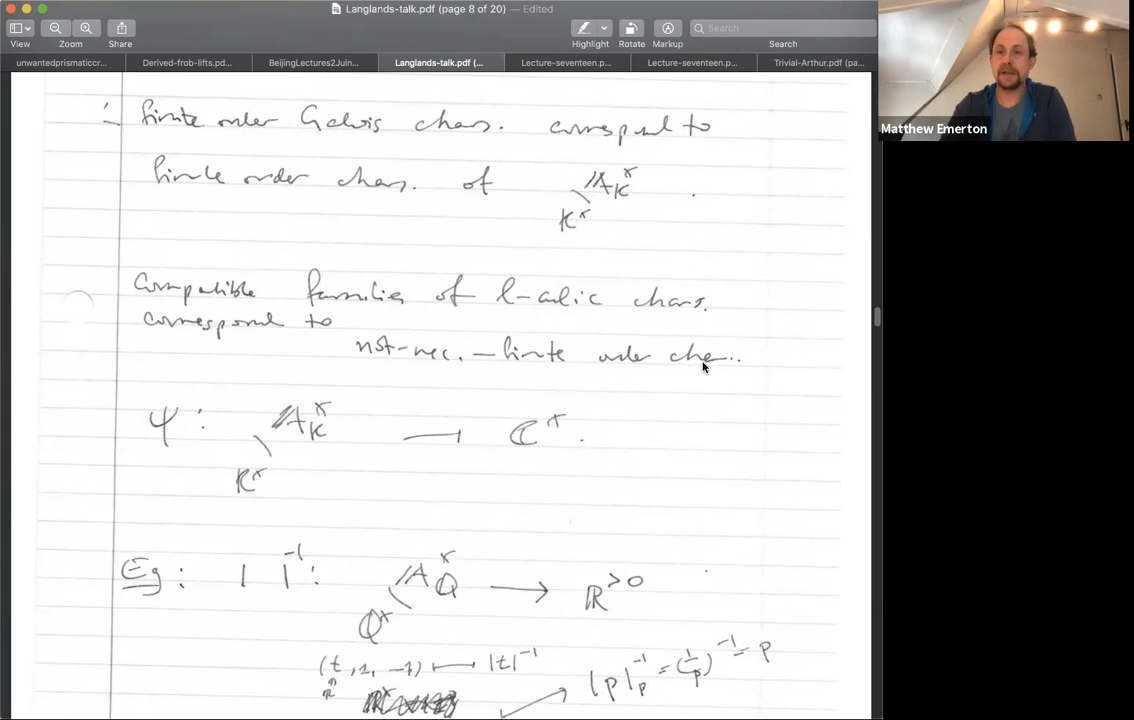 Langlands-talk.pdf (page 8 of 20) — Edited
View Zoom Share Highlight Rotate Markup Search
Search
unwantedprismaticcr... Derived-frob-lifts.pd... BeijingLectures2Juin... Langlands-talk.pdf (... Lecture-seventeen.p... Lecture-seventeen.p... Trivial-Arthur.pdf (pa...
Matthew Emerton
∴ finite order Galois chars. correspond to
finite order chars. of K^× \ 𝔸_K^× .
Compatible families of l-adic chars.
correspond to
not-nec. – finite order cha...
ψ : K^× \ 𝔸_K^× → ℂ^× .
Eg : | |^{-1} : ℚ^× \ 𝔸_ℚ^× → ℝ^{>0}
(t, 1, –1) ⟼ |t|^{-1}
|p|_p^{-1} = (1/p)^{-1} = p